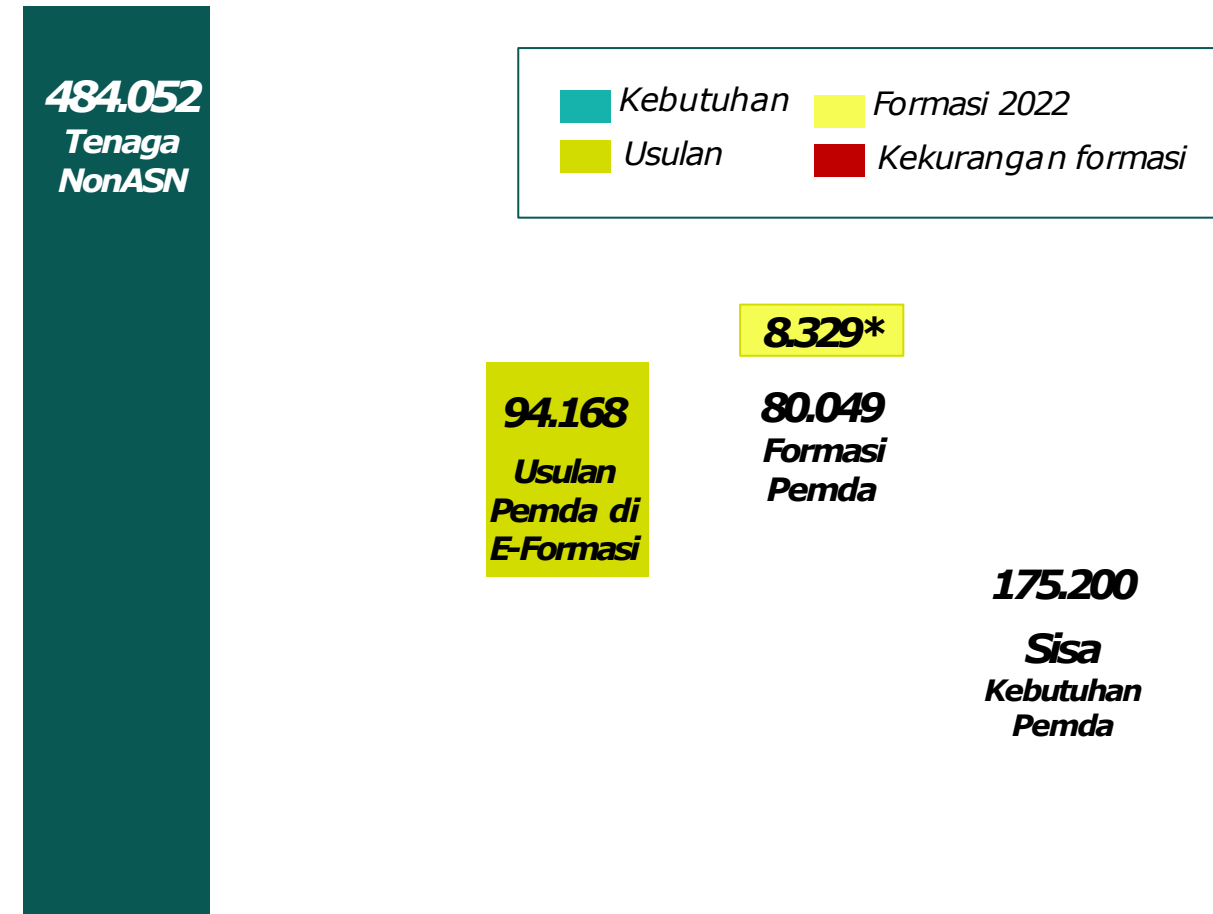 484.052
Tenaga
NonASN
Kebutuhan
Formasi 2022
Usulan
Kekurangan formasi
8.329*
94.168
Usulan
Pemda di
E-Formasi
80.049
Formasi
Pemda
175.200
Sisa
Kebutuhan
Pemda